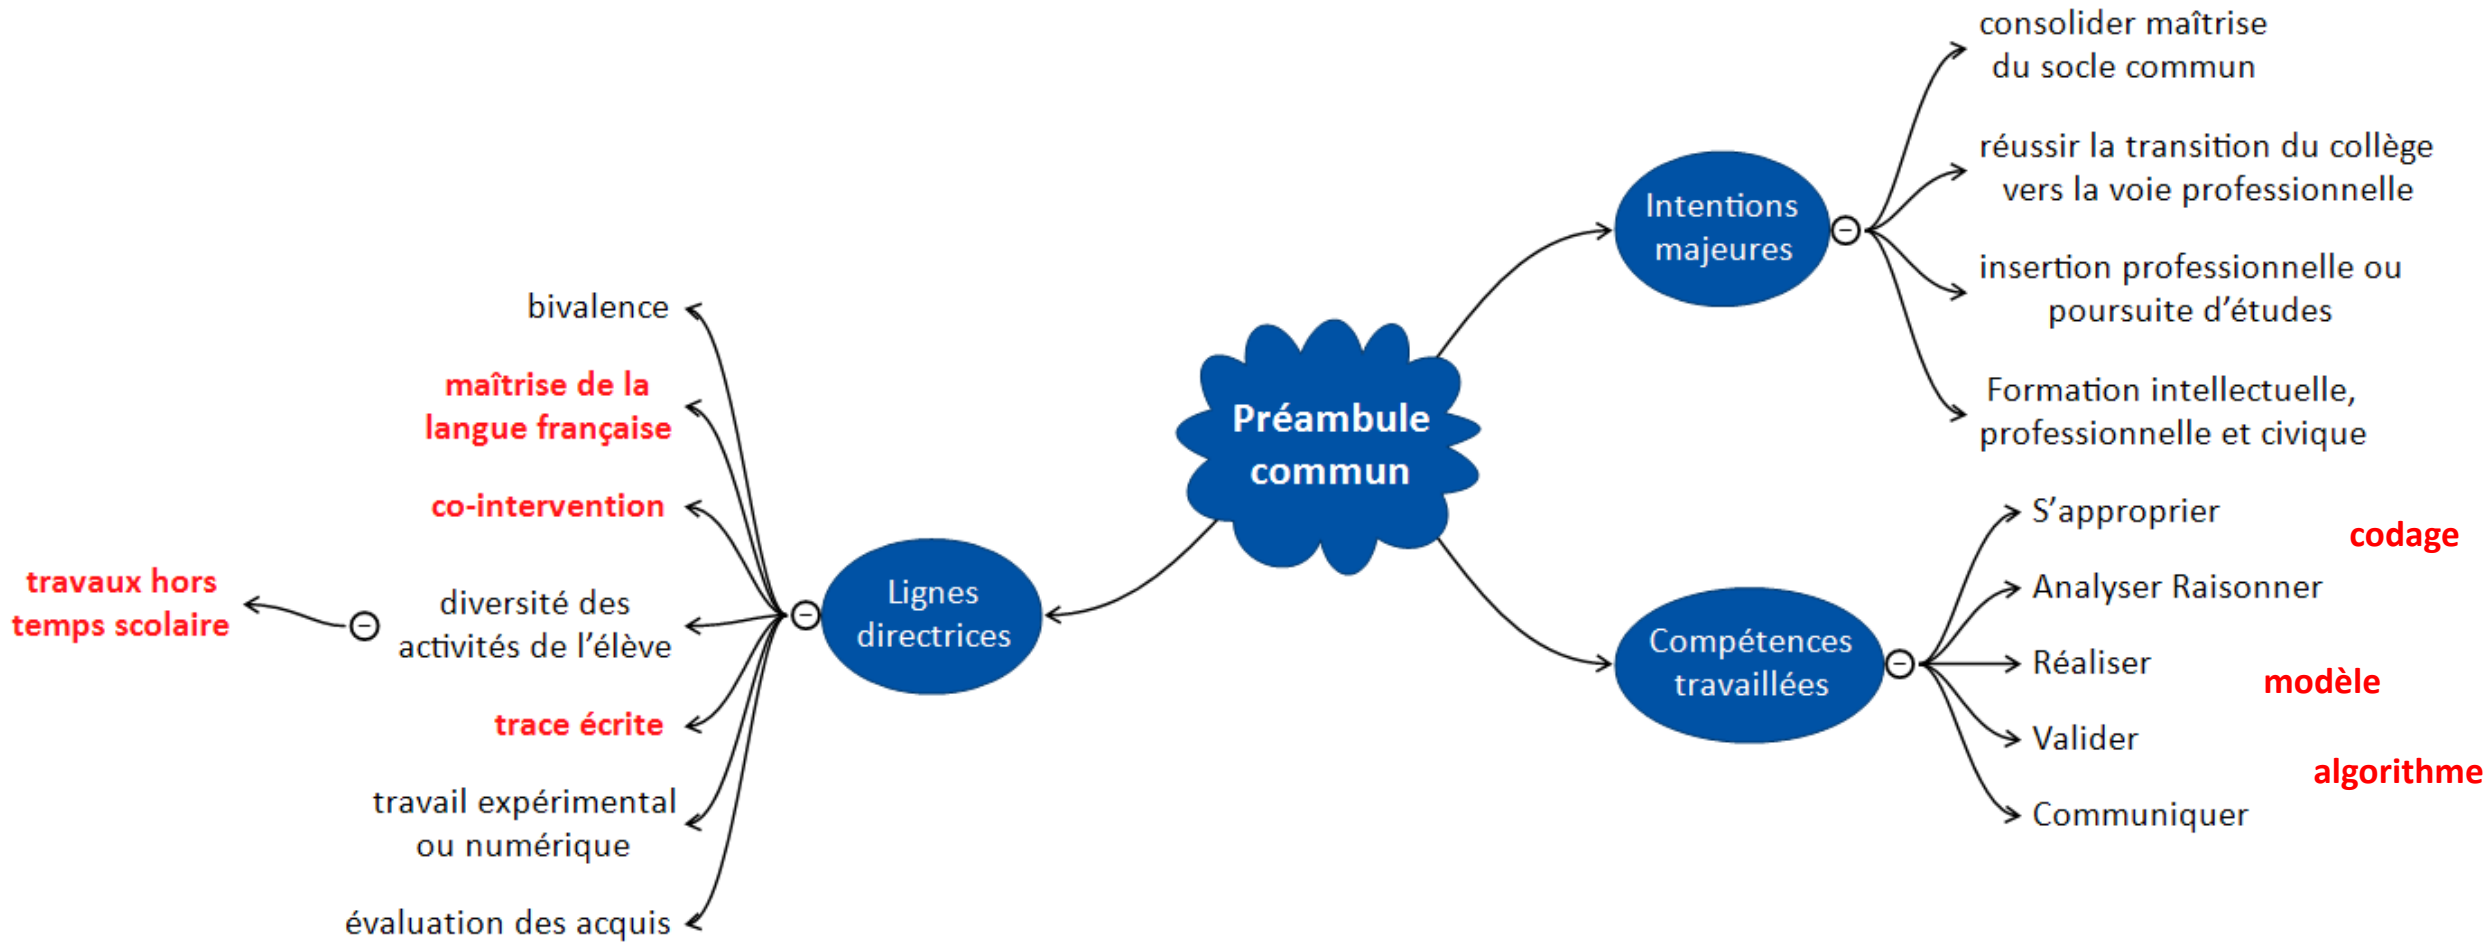 Préambule
commun
Intentions
majeures
consolider maîtrise
du socle commun
réussir la transition du collège
vers la voie professionnelle
insertion professionnelle ou
poursuite d’études
Formation intellectuelle,
professionnelle et civique
Compétences
travaillées
S’approprier
codage
Analyser Raisonner
Réaliser
modèle
Valider
algorithme
Communiquer
Lignes
directrices
bivalence
maîtrise de la
langue française
co-intervention
diversité des
activités de l’élève
travaux hors
temps scolaire
trace écrite
travail expérimental
ou numérique
évaluation des acquis